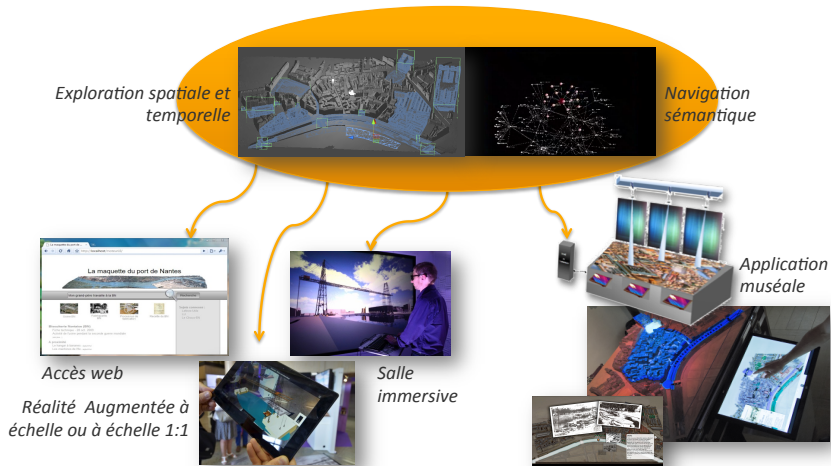 Exploration spatiale et
temporelle
Navigation
sémantique
La maquette du port de Nantes
Application
muséale
Accès web
Salle
immersive
Réalité Augmentée à
échelle ou à échelle 1:1